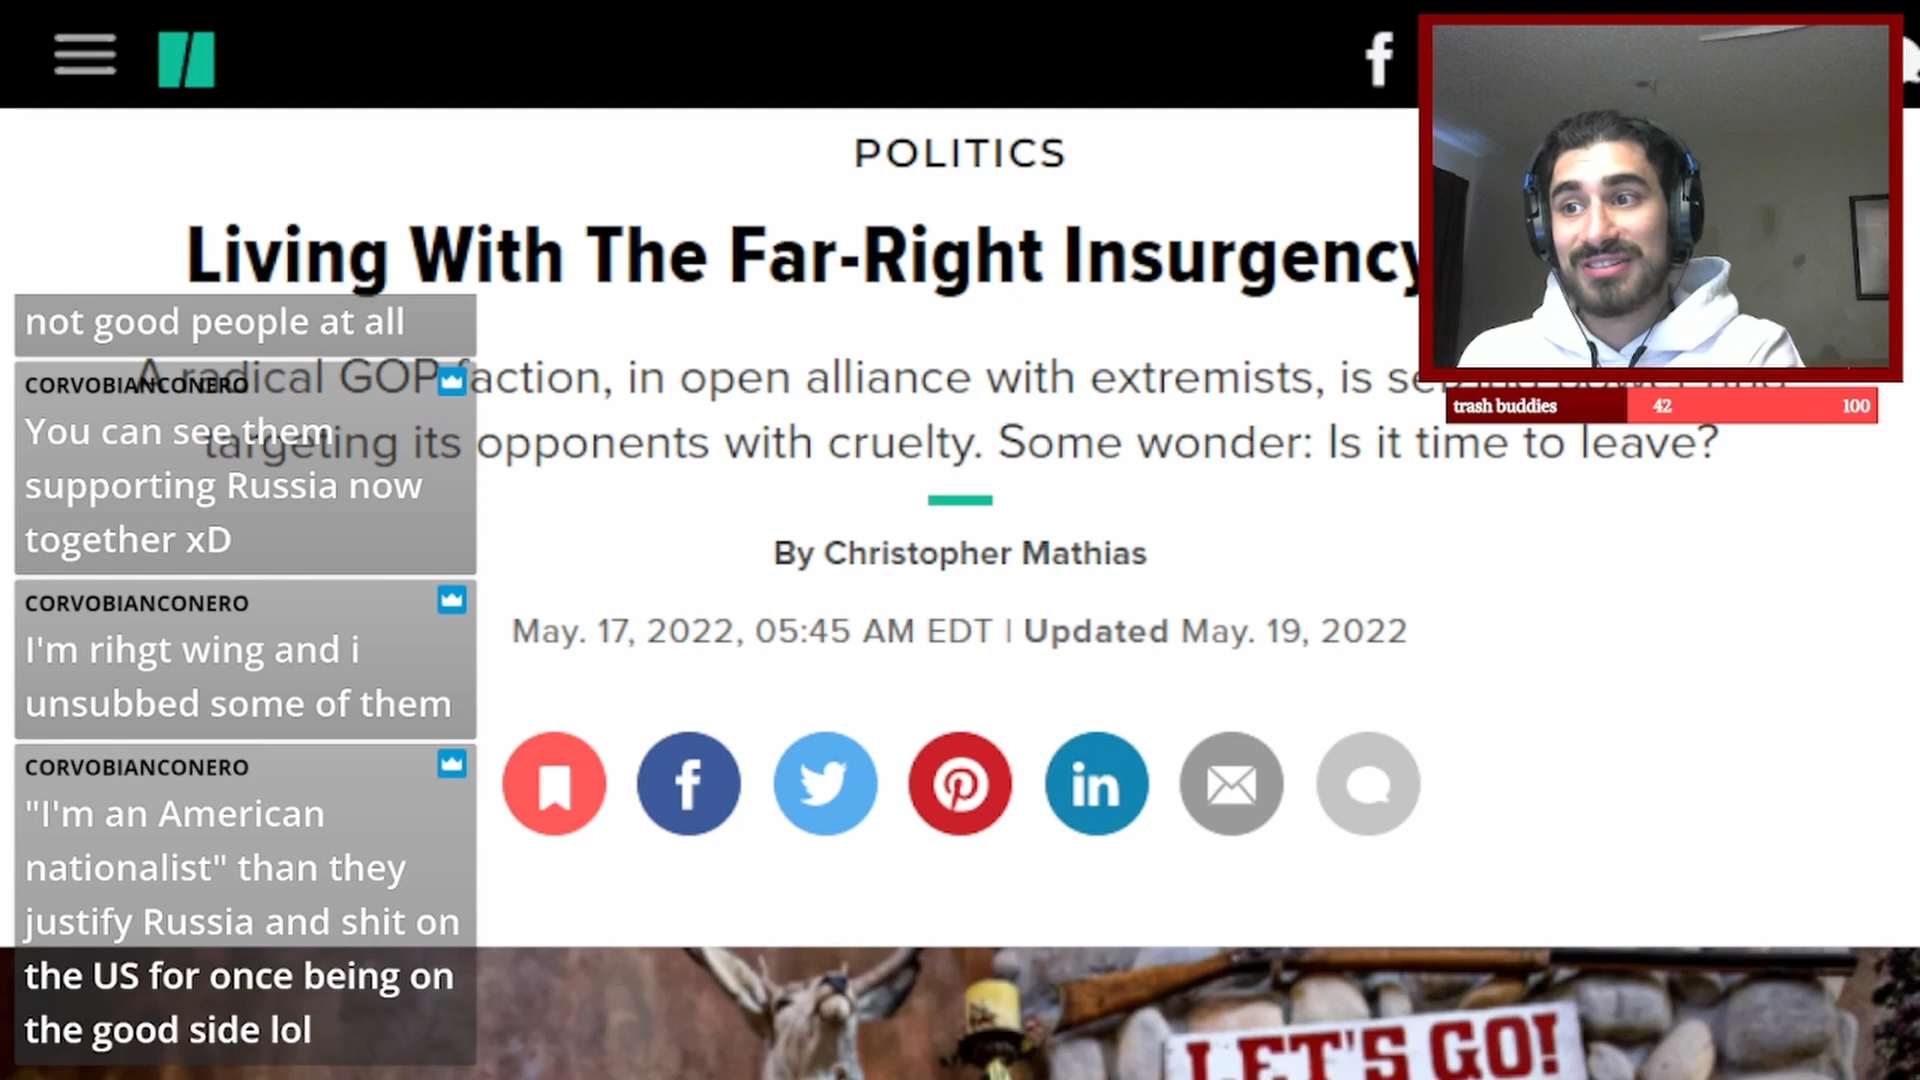 POLITICS
Living With The Far-Right Insurgency
A radical GOP faction, in open alliance with extremists, is seizing power and
targeting its opponents with cruelty. Some wonder: Is it time to leave?
By Christopher Mathias
May. 17, 2022, 05:45 AM EDT | Updated May. 19, 2022
trash buddies 42 100
not good people at all
CORVOBIANCONERO
You can see them
supporting Russia now
together xD
CORVOBIANCONERO
I'm rihgt wing and i
unsubbed some of them
CORVOBIANCONERO
"I'm an American
nationalist" than they
justify Russia and shit on
the US for once being on
the good side lol
LET'S GO!